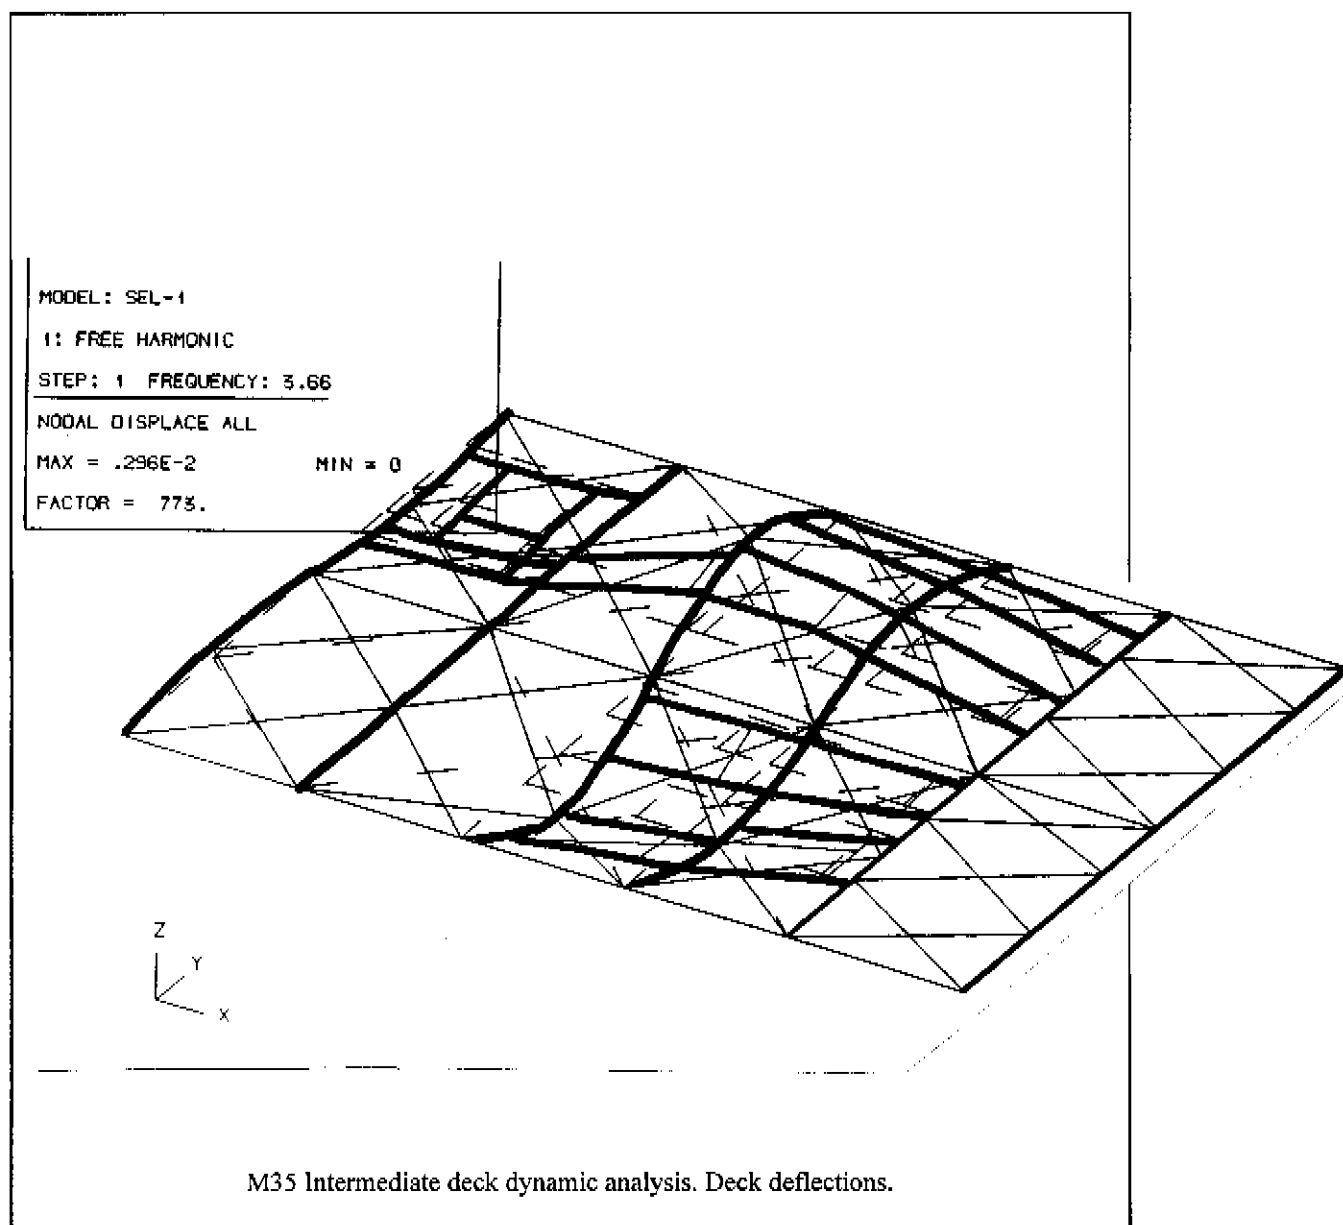 MODEL: SEL-1
1: FREE HARMONIC
STEP: 1 FREQUENCY: 3.66
NODAL DISPLACE ALL
MAX = .296E-2 MIN = 0
FACTOR = 773.
Z
Y
X
M35 Intermediate deck dynamic analysis. Deck deflections.